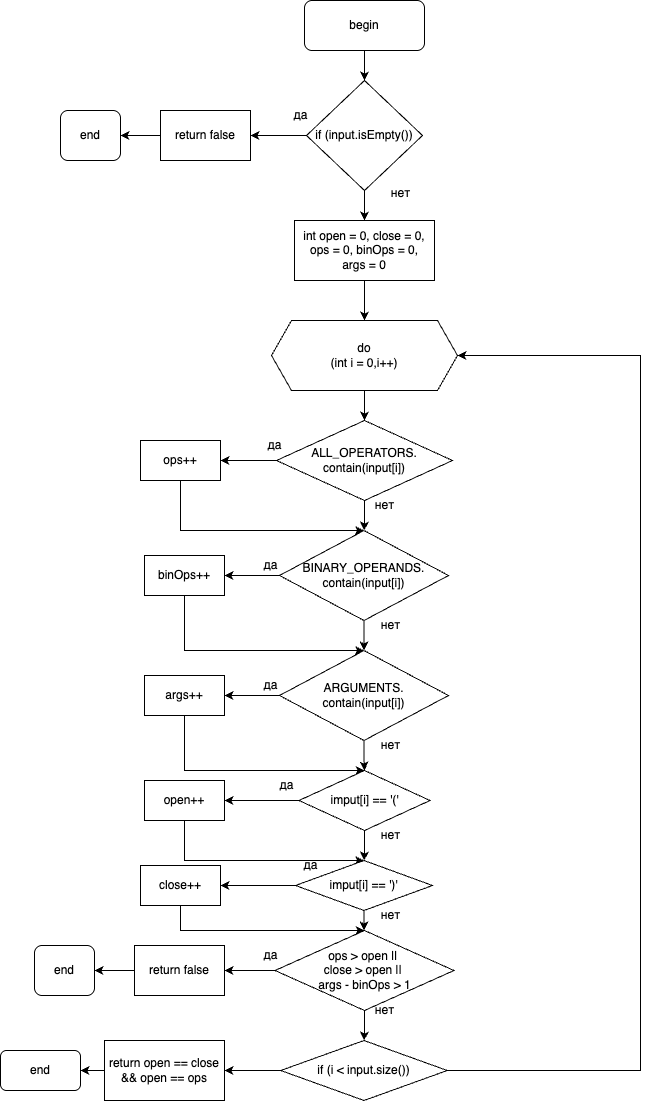 begin
да
if (input.isEmpty())
return false
end
нет
int open = 0, close = 0,
ops = 0, binOps = 0,
args = 0
do
(int i = 0,i++)
да
ALL_OPERATORS.
contain(input[i])
ops++
нет
да
BINARY_OPERANDS.
contain(input[i])
binOps++
нет
да
ARGUMENTS.
contain(input[i])
args++
нет
да
imput[i] == '('
open++
нет
да
imput[i] == ')'
close++
нет
да
ops > open ||
close > open ||
args - binOps > 1
return false
end
нет
if (i < input.size())
return open == close
&& open == ops
end